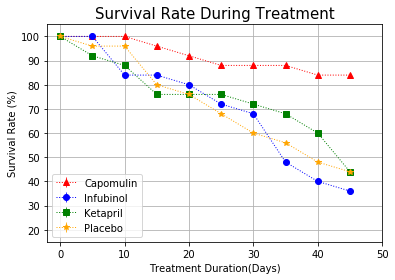 Survival Rate During Treatment
Survival Rate (%)
100
90
80
70
60
50
40
30
20
Capomulin
Infubinol
Ketapril
Placebo
0
10
20
30
40
50
Treatment Duration(Days)